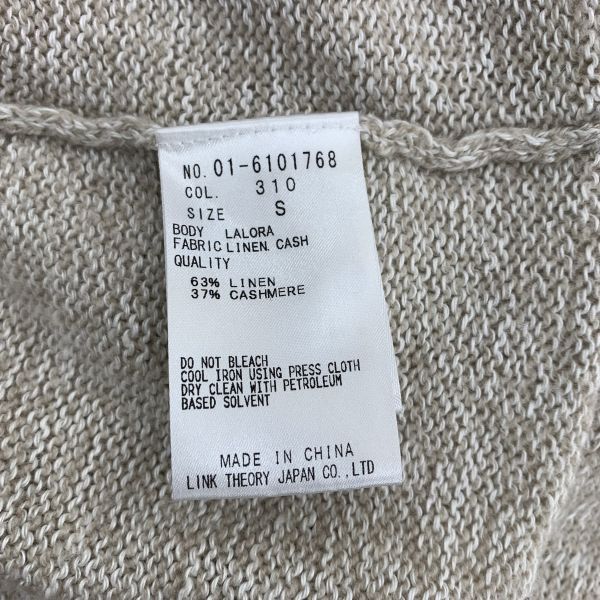 NO. 01-6101768
COL. 310
SIZE S
BODY LALORA
FABRIC LINEN. CASH
QUALITY
63% LINEN
37% CASHMERE
DO NOT BLEACH
COOL IRON USING PRESS CLOTH
DRY CLEAN WITH PETROLEUM
BASED SOLVENT
MADE IN CHINA
LINK THEORY JAPAN CO.,LTD